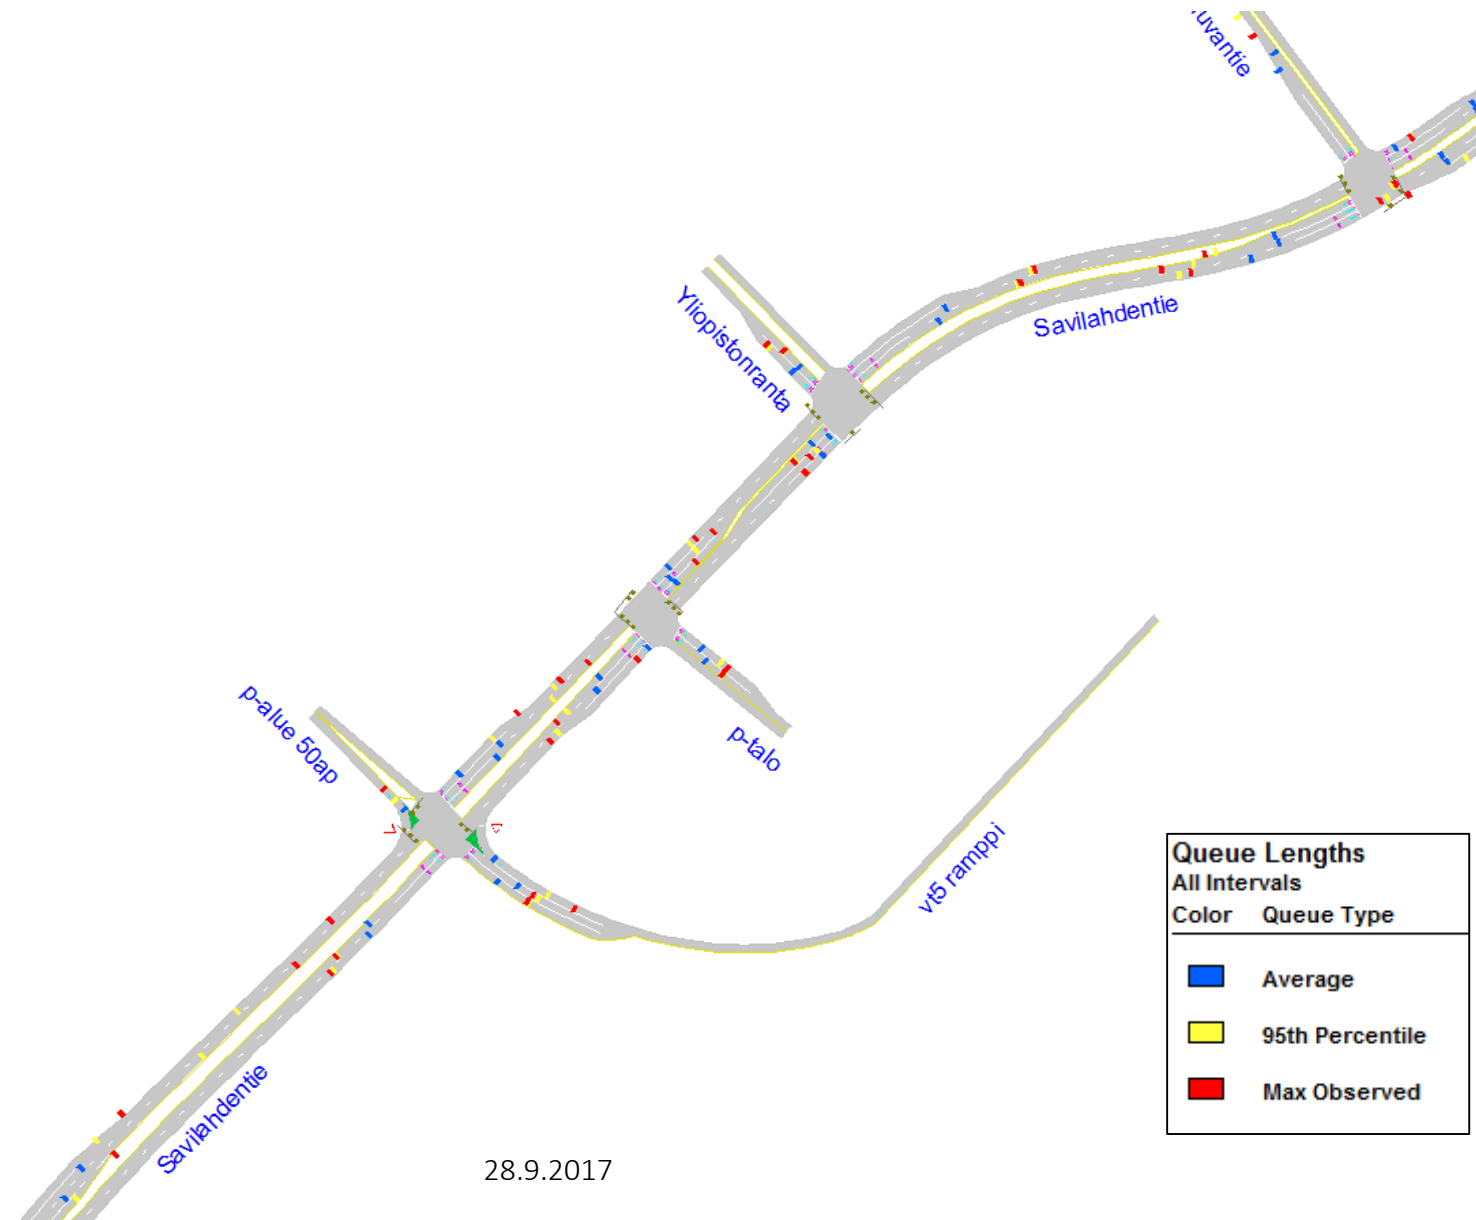 Savilahdentie
Yliopistonranta
p-alue 50ap
p-talo
vt5 ramppi
Savilahdentie
Queue Lengths
All Intervals
Color Queue Type
Average
95th Percentile
Max Observed
28.9.2017